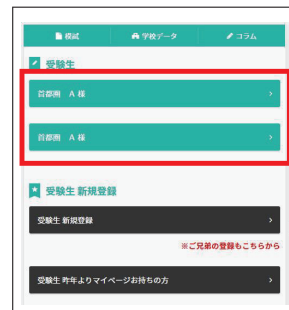 模試
学校データ
コラム
受験生
首都圏 A 様
首都圏 A 様
受験生 新規登録
受験生 新規登録
※ご兄弟の登録もこちらから
受験生 昨年よりマイページお持ちの方